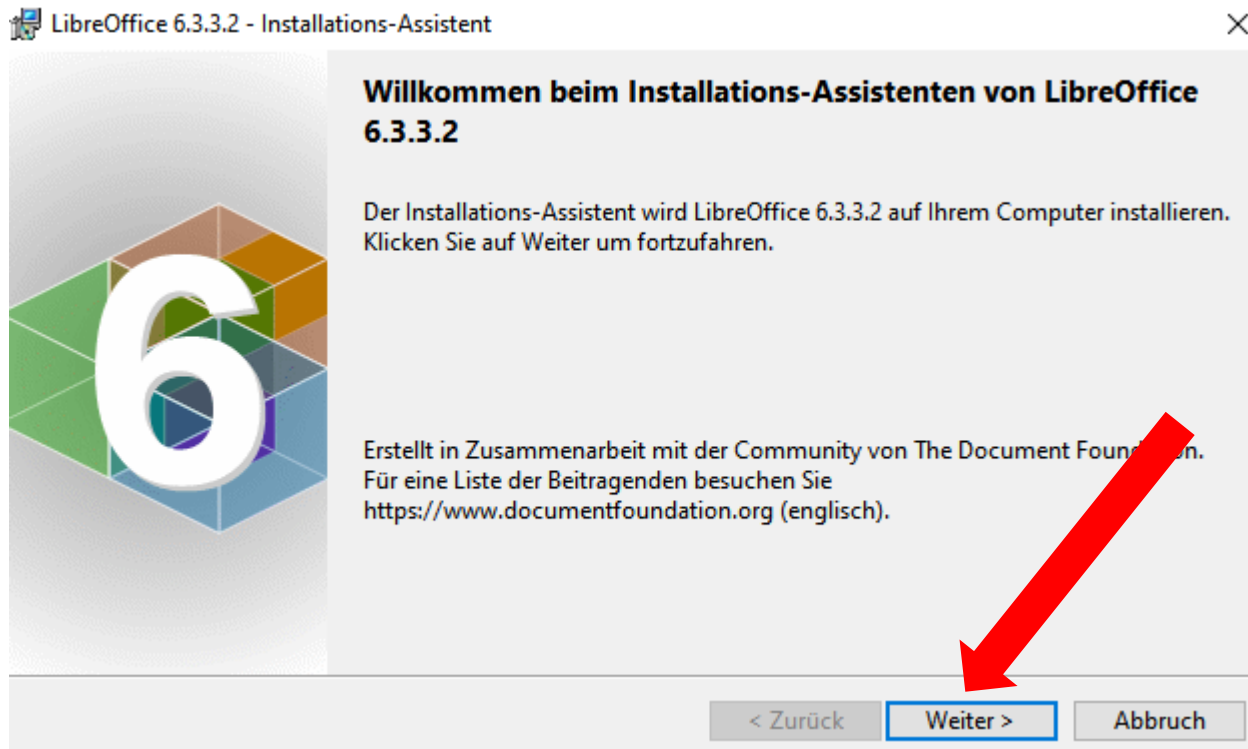 LibreOffice 6.3.3.2 - Installations-Assistent
Willkommen beim Installations-Assistenten von LibreOffice
6.3.3.2
Der Installations-Assistent wird LibreOffice 6.3.3.2 auf Ihrem Computer installieren.
Klicken Sie auf Weiter um fortzufahren.
6
Erstellt in Zusammenarbeit mit der Community von The Document
Für eine Liste der Beitragenden besuchen Sie
https://www.documentfoundation.org (englisch).
< Zurück Weiter > Abbruch